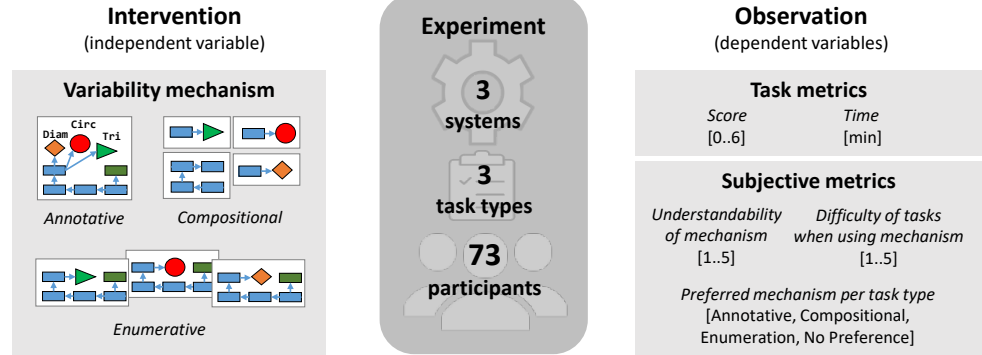 Intervention
(independent variable)
Variability mechanism
Diam
Circ
Tri
Annotative
Compositional
Enumerative
Experiment
3
systems
3
task types
73
participants
Observation
(dependent variables)
Task metrics
Score
[0..6]
Time
[min]
Subjective metrics
Understandability
of mechanism
[1..5]
Difficulty of tasks
when using mechanism
[1..5]
Preferred mechanism per task type
[Annotative, Compositional,
Enumeration, No Preference]